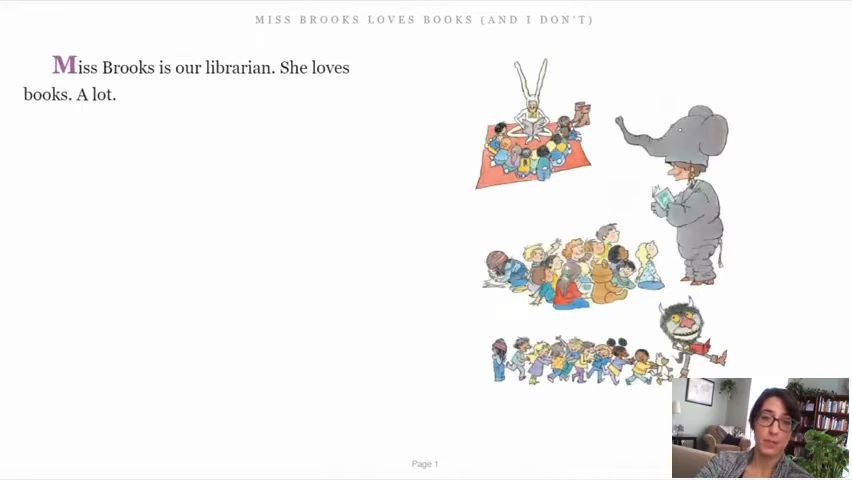 MISS BROOKS LOVES BOOKS (AND I DON'T)
Miss Brooks is our librarian. She loves
books. A lot.
Page 1